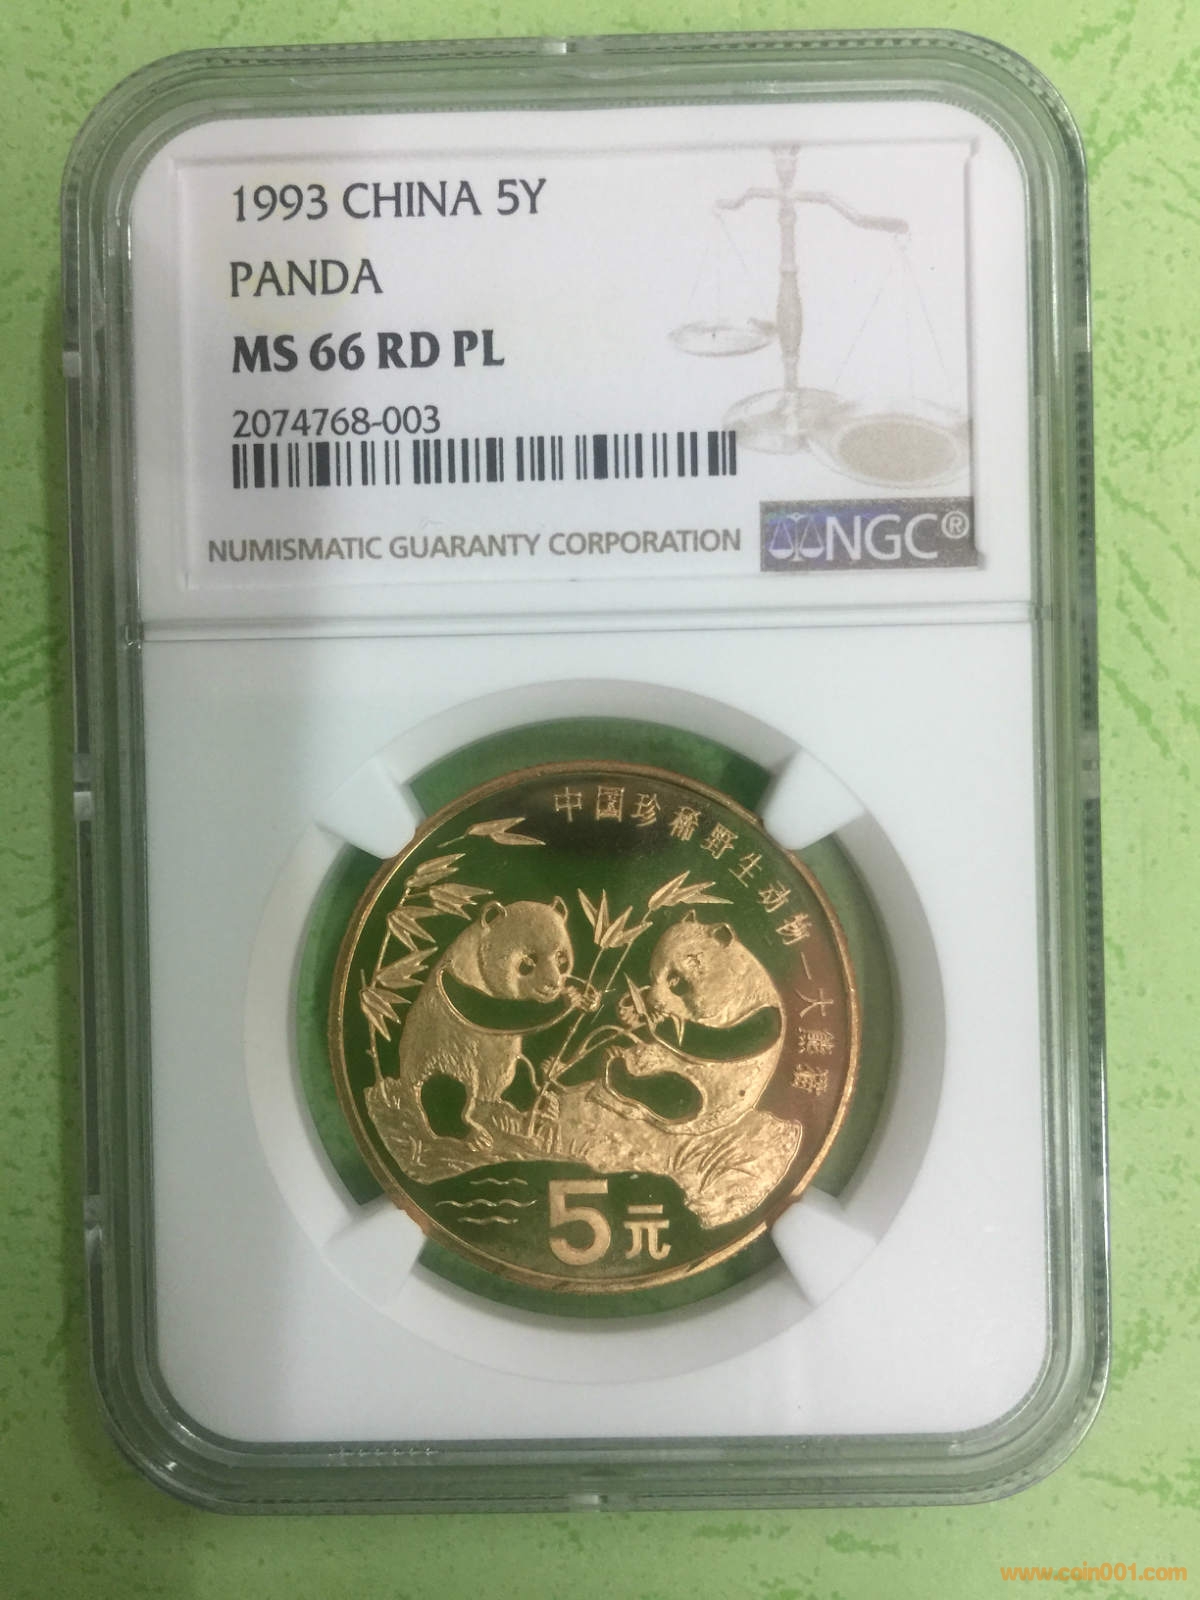 1993 CHINA 5Y
PANDA
MS 66 RD PL
2074768-003
NUMISMATIC GUARANTY CORPORATION
NGC®
中国珍稀野生动物—大熊猫
5元
www.coin001.com